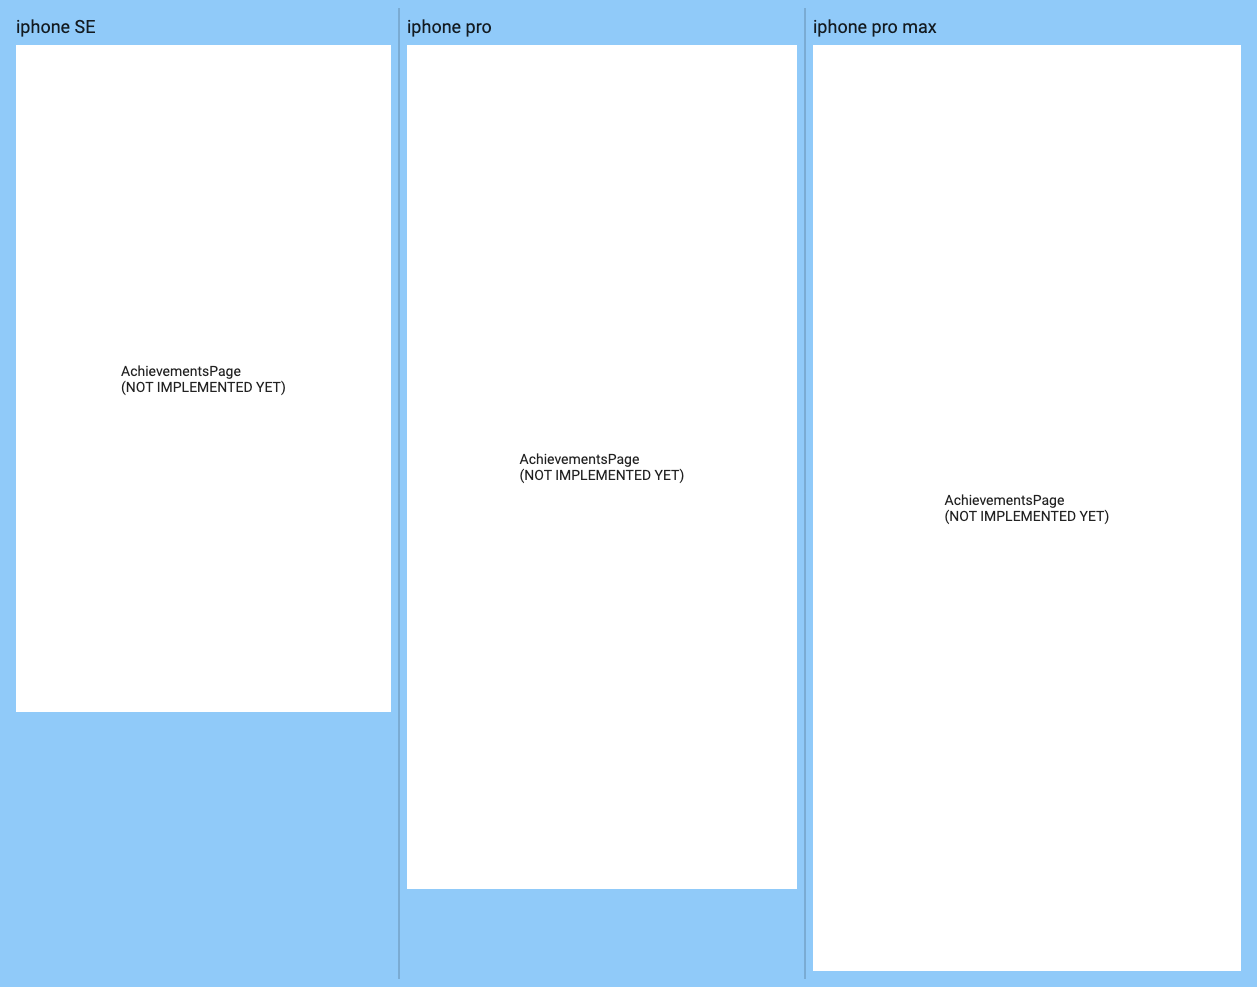 iphone SE
AchievementsPage
(NOT IMPLEMENTED YET)
iphone pro
AchievementsPage
(NOT IMPLEMENTED YET)
iphone pro max
AchievementsPage
(NOT IMPLEMENTED YET)